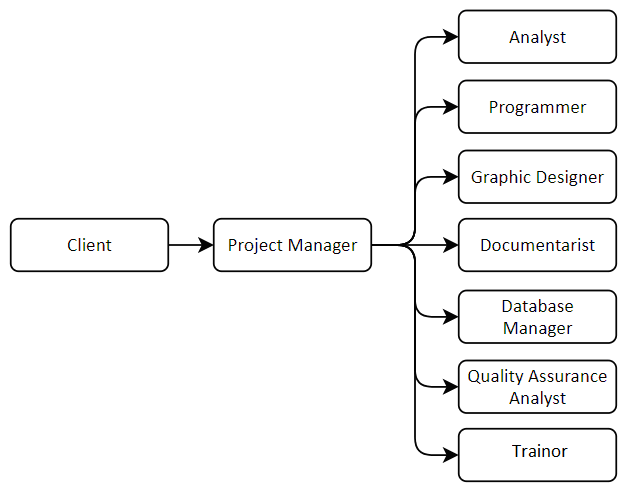 Client
Project Manager
Analyst
Programmer
Graphic Designer
Documentarist
Database
Manager
Quality Assurance
Analyst
Trainor